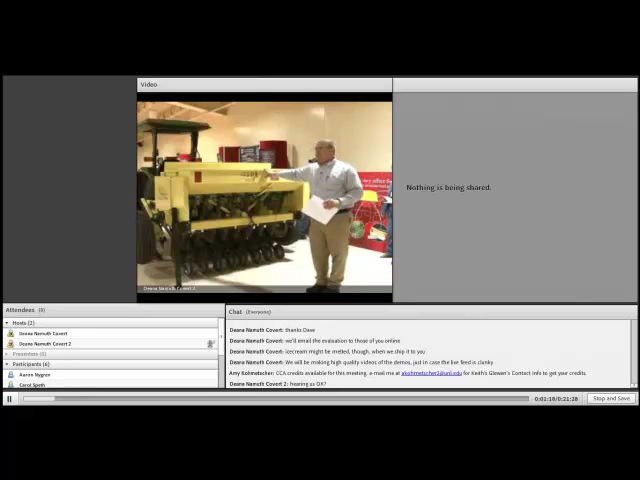 Video
Nothing is being shared.
Deana Namuth Covert 2
Attendees (9)
Hosts (2)
Deana Namuth Covert
Deana Namuth Covert 2
Presenters (0)
Participants (6)
Aaron Nygren
Carol Speth
Chat (Everyone)
Deana Namuth Covert: thanks Dave
Deana Namuth Covert: we'll email the evaluation to those of you online
Deana Namuth Covert: icecream might be melted, though, when we ship it to you
Deana Namuth Covert: We will be making high quality videos of the demos, just in case the live feed is clunky
Amy Kohmetscher: CCA credits available for this meeting. e-mail me at akohmetscher2@unl.edu for Keith's Glewen's Contact info to get your credits.
Deana Namuth Covert 2: hearing us OK?
0:01:18/0:21:28
Stop and Save